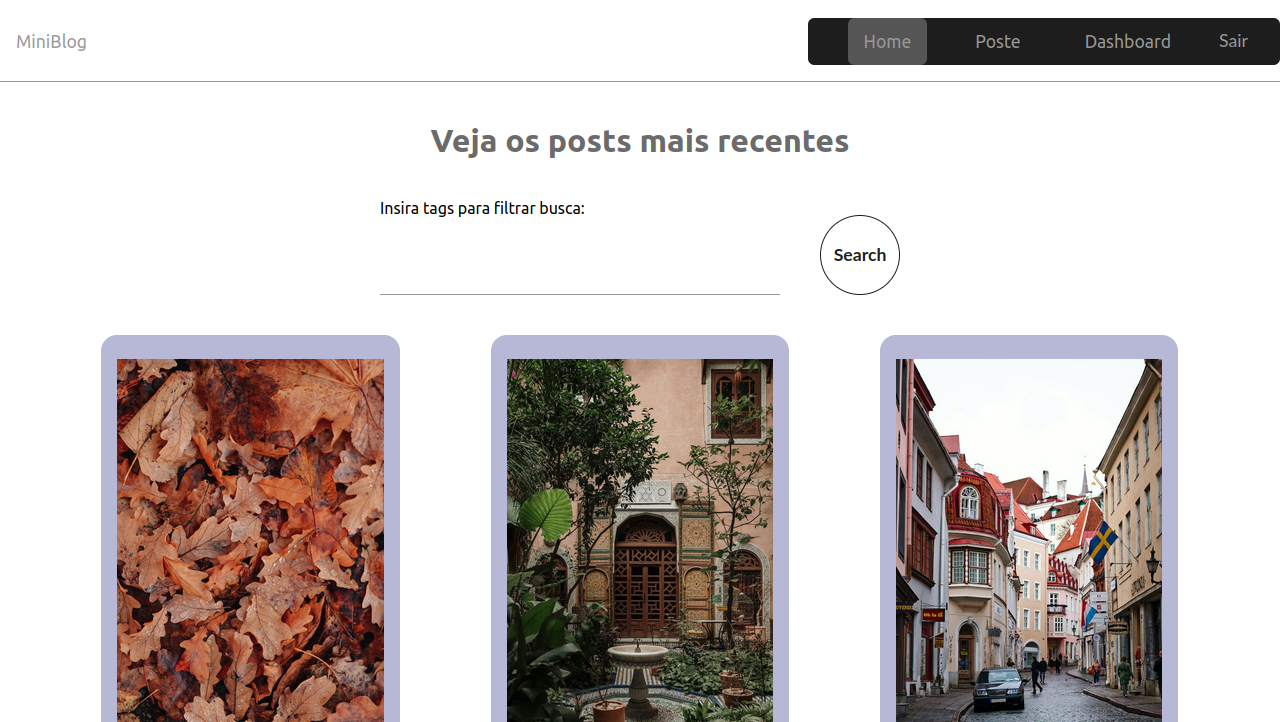 MiniBlog
Home Poste Dashboard Sair
Veja os posts mais recentes
Insira tags para filtrar busca:
Search